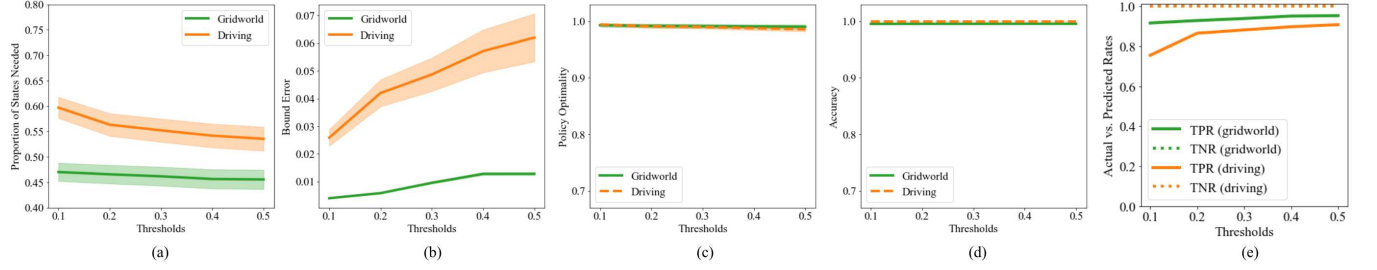 0.80
0.75
0.70
0.65
0.60
0.55
0.50
0.45
0.40
Proportion of States Needed
Gridworld
Driving
0.1 0.2 0.3 0.4 0.5
Thresholds
(a)
0.07
0.06
0.05
0.04
0.03
0.02
0.01
Bound Error
Gridworld
Driving
0.1 0.2 0.3 0.4 0.5
Thresholds
(b)
1.0
0.9
0.8
0.7
Policy Optimality
Gridworld
Driving
0.1 0.2 0.3 0.4 0.5
Thresholds
(c)
1.0
0.9
0.8
0.7
Accuracy
Gridworld
Driving
0.1 0.2 0.3 0.4 0.5
Thresholds
(d)
1.0
0.8
0.6
0.4
0.2
0.0
Actual vs. Predicted Rates
TPR (gridworld)
TNR (gridworld)
TPR (driving)
TNR (driving)
0.1 0.2 0.3 0.4 0.5
Thresholds
(e)